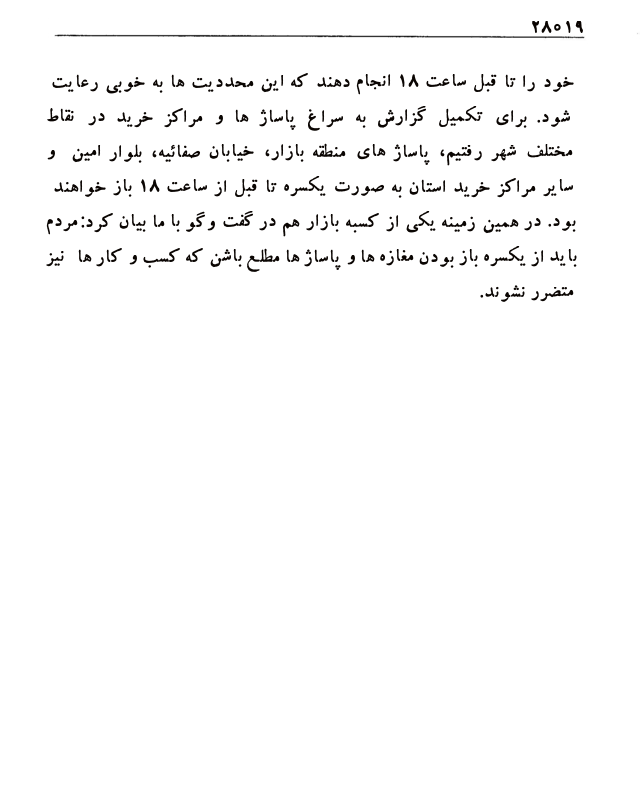 ۲۸۰۱۹
خود را تا قبل ساعت ۱۸ انجام دهند که این محددیت ها به خوبی رعایت
شود. برای تکمیل گزارش به سراغ پاساژ ها و مراکز خرید در نقاط
مختلف شهر رفتیم، پاساژ های منطقه بازار، خیابان صفائیه، بلوار امین و
سایر مراکز خرید استان به صورت یکسره تا قبل از ساعت ۱۸ باز خواهند
بود. در همین زمینه یکی از کسبه بازار هم در گفت وگو با ما بیان کرد:مردم
باید از یکسره باز بودن مغازه ها و پاساژ ها مطلع باشن که کسب و کار ها نیز
متضرر نشوند.